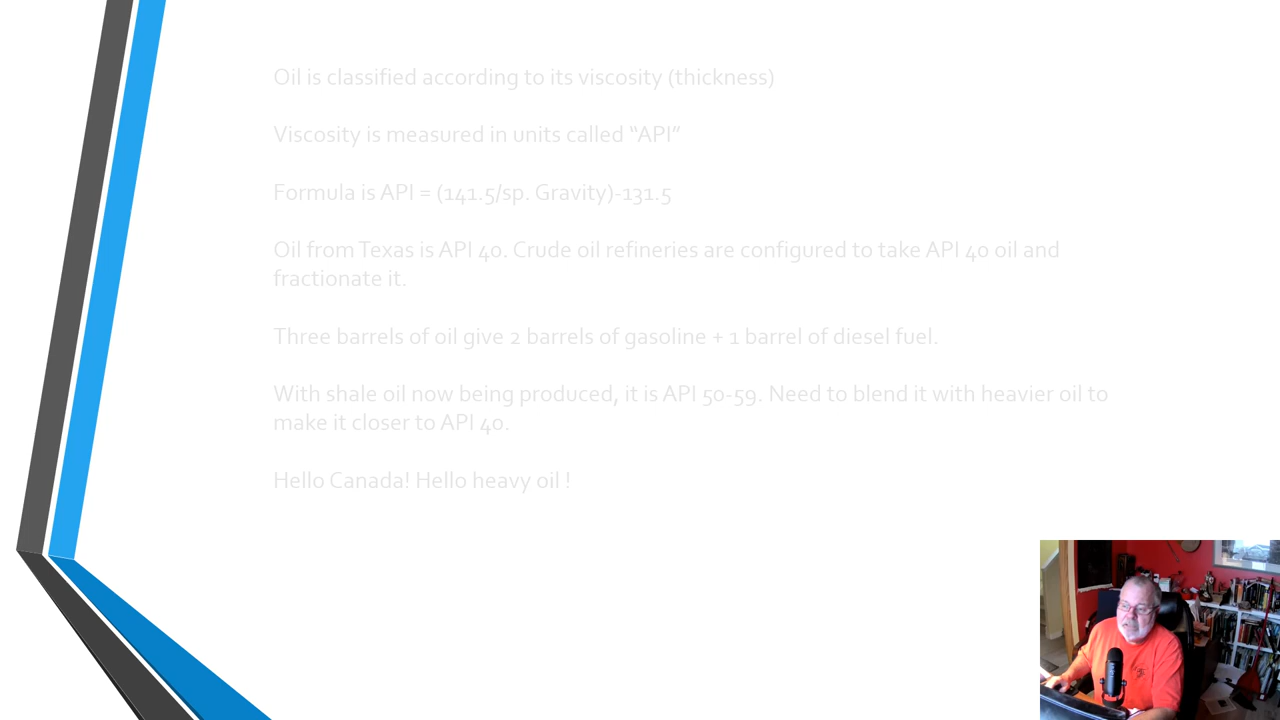 Oil is classified according to its viscosity (thickness)
Viscosity is measured in units called “API”
Formula is API = (141.5/sp. Gravity)-131.5
Oil from Texas is API 40. Crude oil refineries are configured to take API 40 oil and
fractionate it.
Three barrels of oil give 2 barrels of gasoline + 1 barrel of diesel fuel.
With shale oil now being produced, it is API 50-59. Need to blend it with heavier oil to
make it closer to API 40.
Hello Canada! Hello heavy oil !